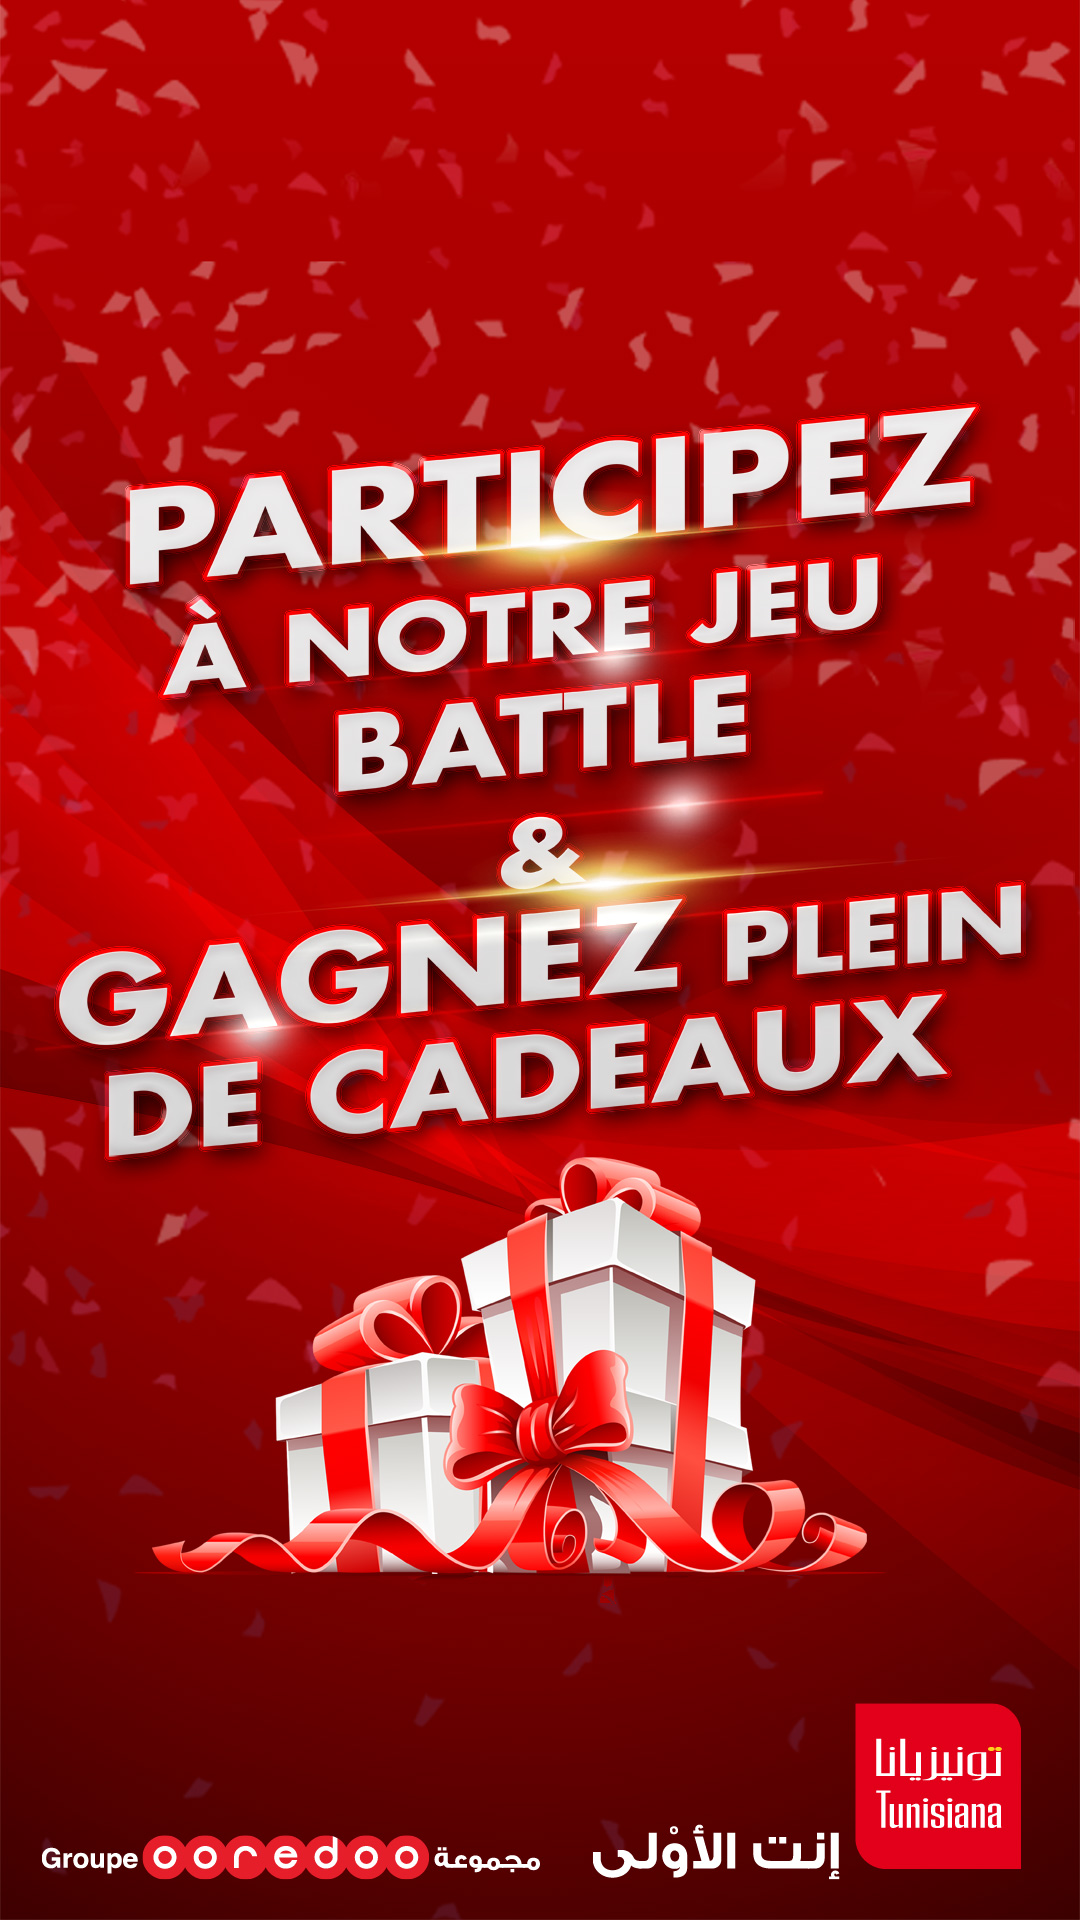 PARTICIPEZ
À NOTRE JEU
BATTLE
&
GAGNEZ PLEIN
DE CADEAUX
تونيزيانا
Tunisiana
إنت الأوْلى
Groupe ooredoo مجموعة